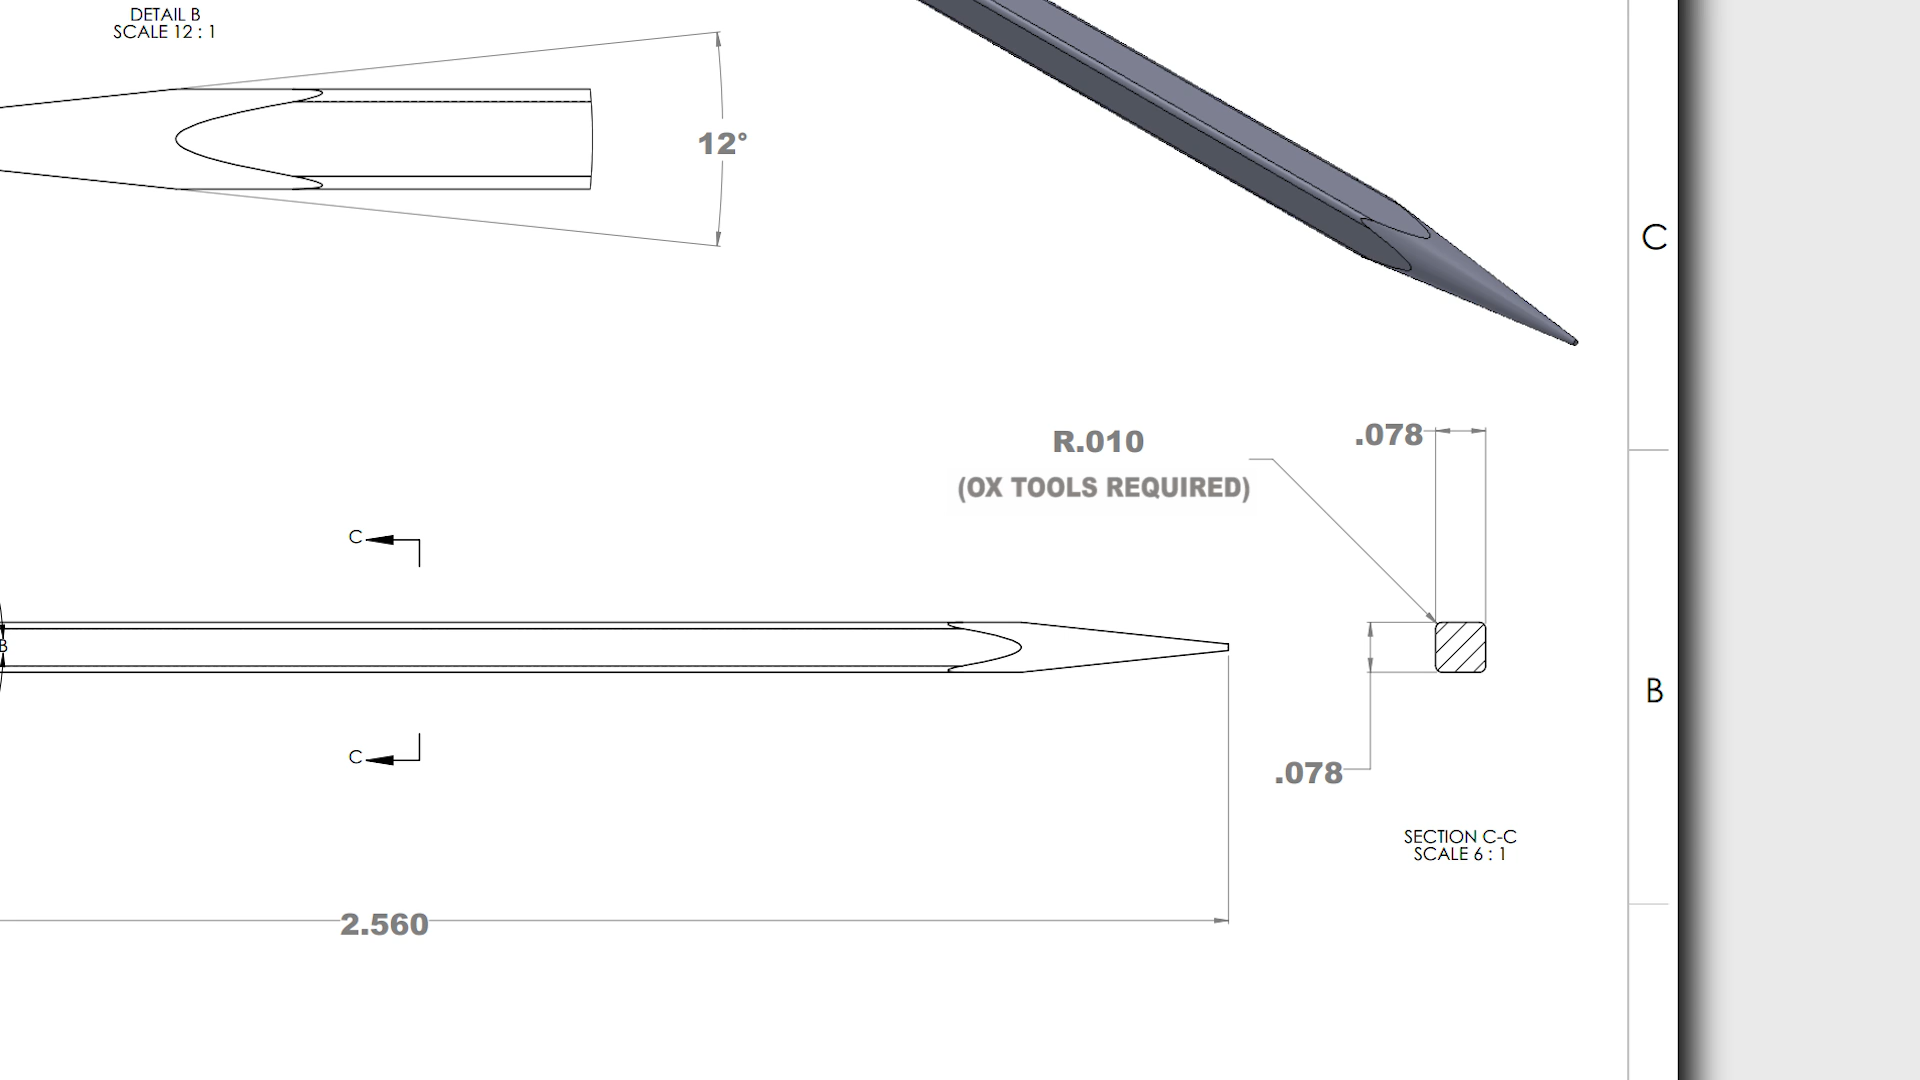 DETAIL B
SCALE 12 : 1
12°
C
R.010
(OX TOOLS REQUIRED)
.078
C
B
B
C
.078
SECTION C-C
SCALE 6 : 1
2.560